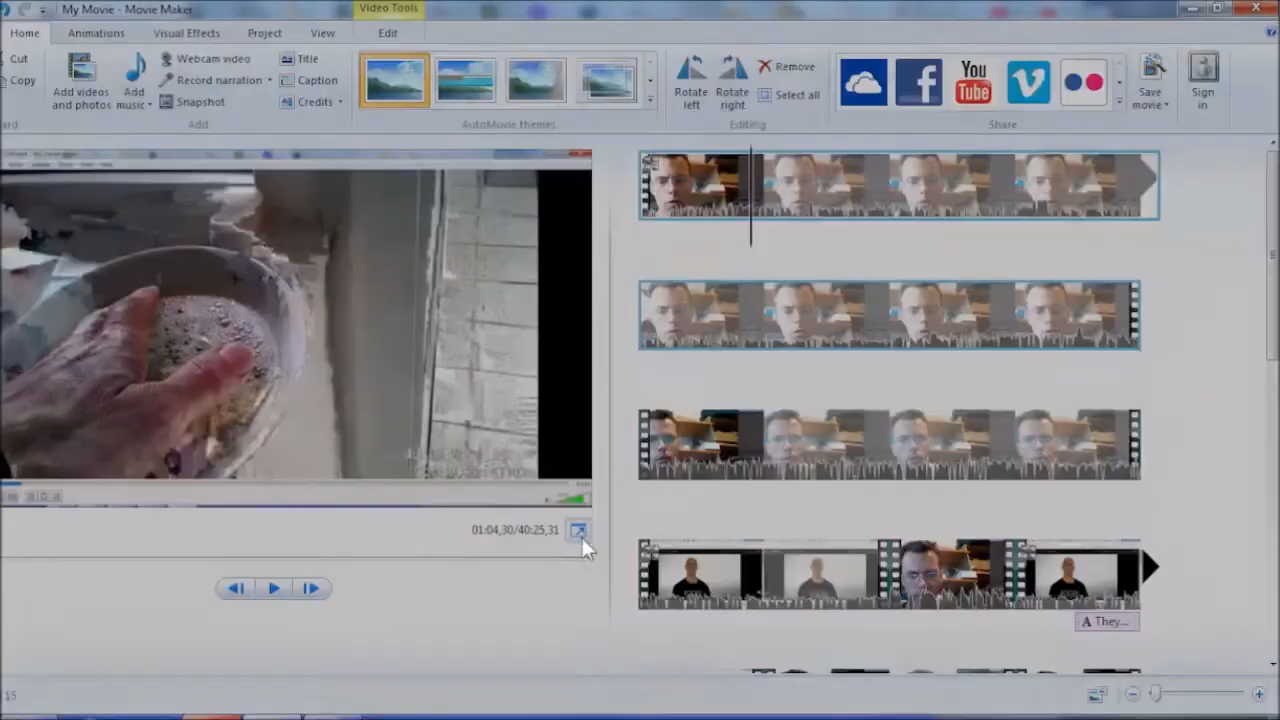 My Movie - Movie Maker
Video Tools
Home
Animations
Visual Effects
Project
View
Edit
Cut
Copy
Add videos
and photos
Add
music
Webcam video
Record narration
Snapshot
Title
Caption
Credits
Add
AutoMovie themes
Rotate
left
Rotate
right
Remove
Select all
Editing
You
Tube
Share
Save
movie
Sign
in
01:04,30/40:25,31
A They...
15